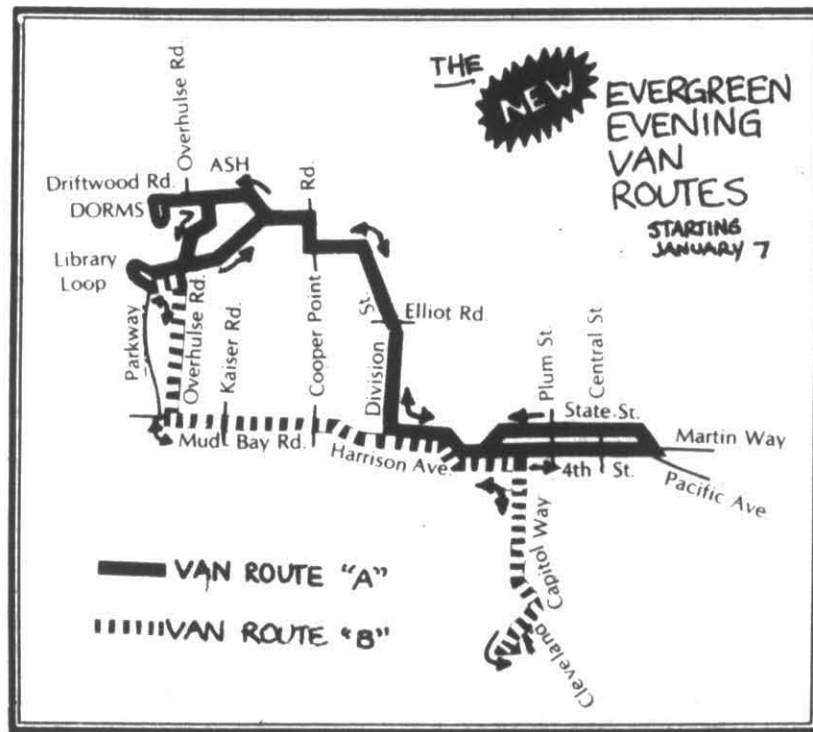 THE
NEW
EVERGREEN
EVENING
VAN
ROUTES
STARTING
JANUARY 7
Overhulse Rd.
ASH
Driftwood Rd.
DORMS
Rd.
Library
Loop
Elliot Rd.
St.
Parkway
Overhulse Rd.
Kaiser Rd.
Cooper Point
Division
Plum St.
Central St
State St.
Martin Way
Mud Bay Rd.
Harrison Ave.
4th St.
Pacific Ave.
Capitol Way
Cleveland
VAN ROUTE "A"
VAN ROUTE "B"